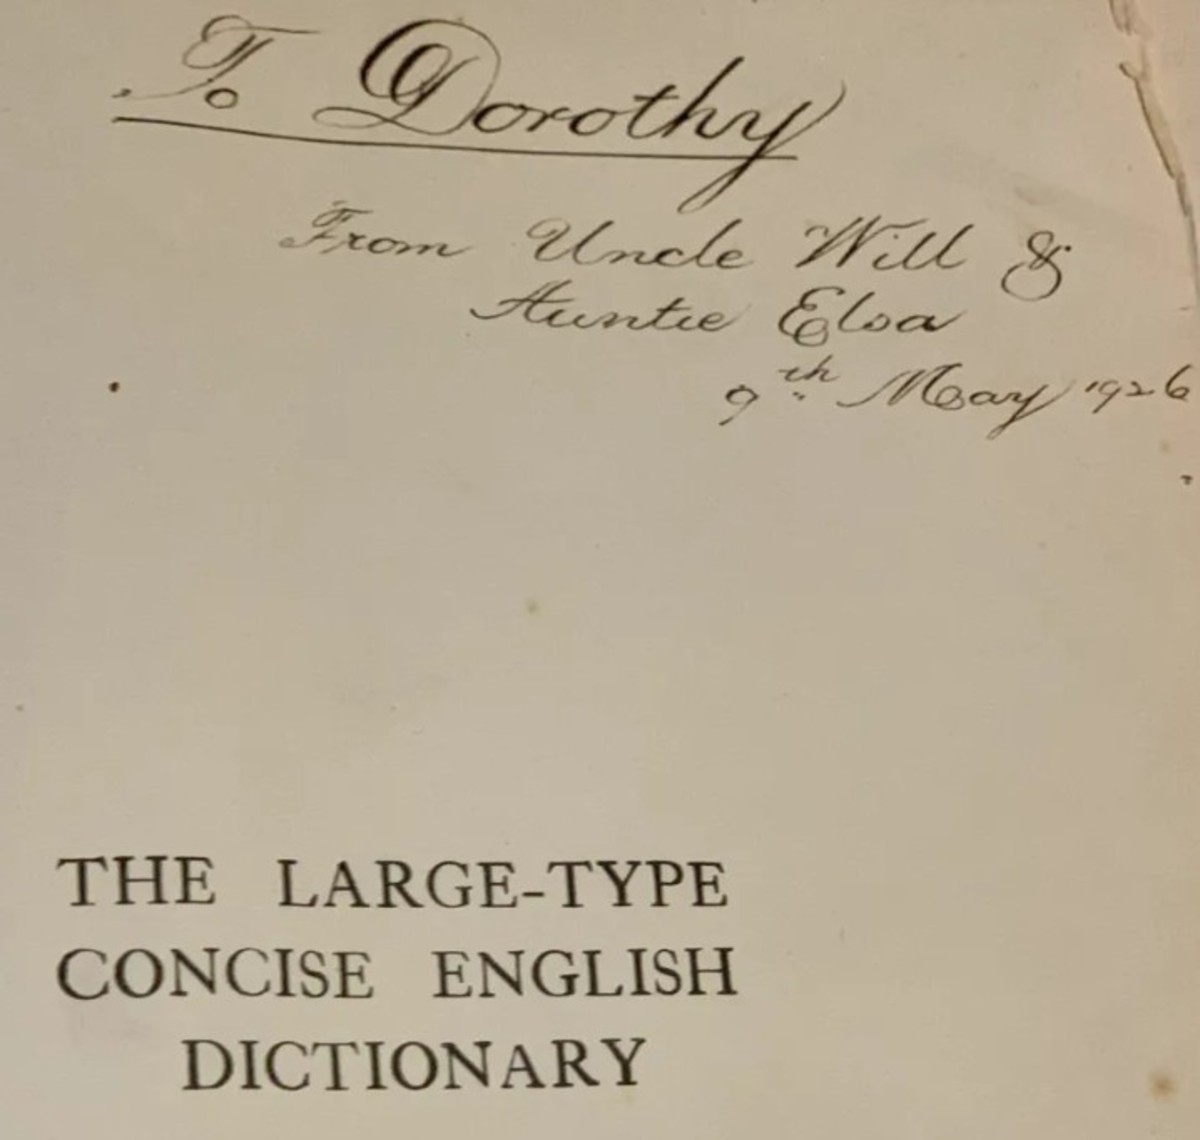 To Dorothy
From Uncle Will &
Auntie Elsa
9th May 1926
THE LARGE-TYPE
CONCISE ENGLISH
DICTIONARY